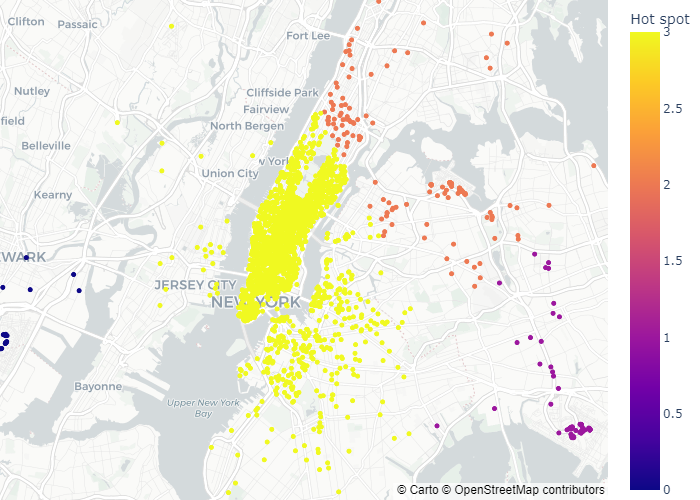 Clifton
Passaic
Fort Lee
Hot spot
3
Nutley
Cliffside Park
Fairview
North Bergen
2.5
field
Belleville
Union City
v York
Kearny
2
WARK
1.5
JERSEY CITY
NEW YORK
1
Bayonne
Upper New York
Bay
0.5
0
© Carto © OpenStreetMap contributors